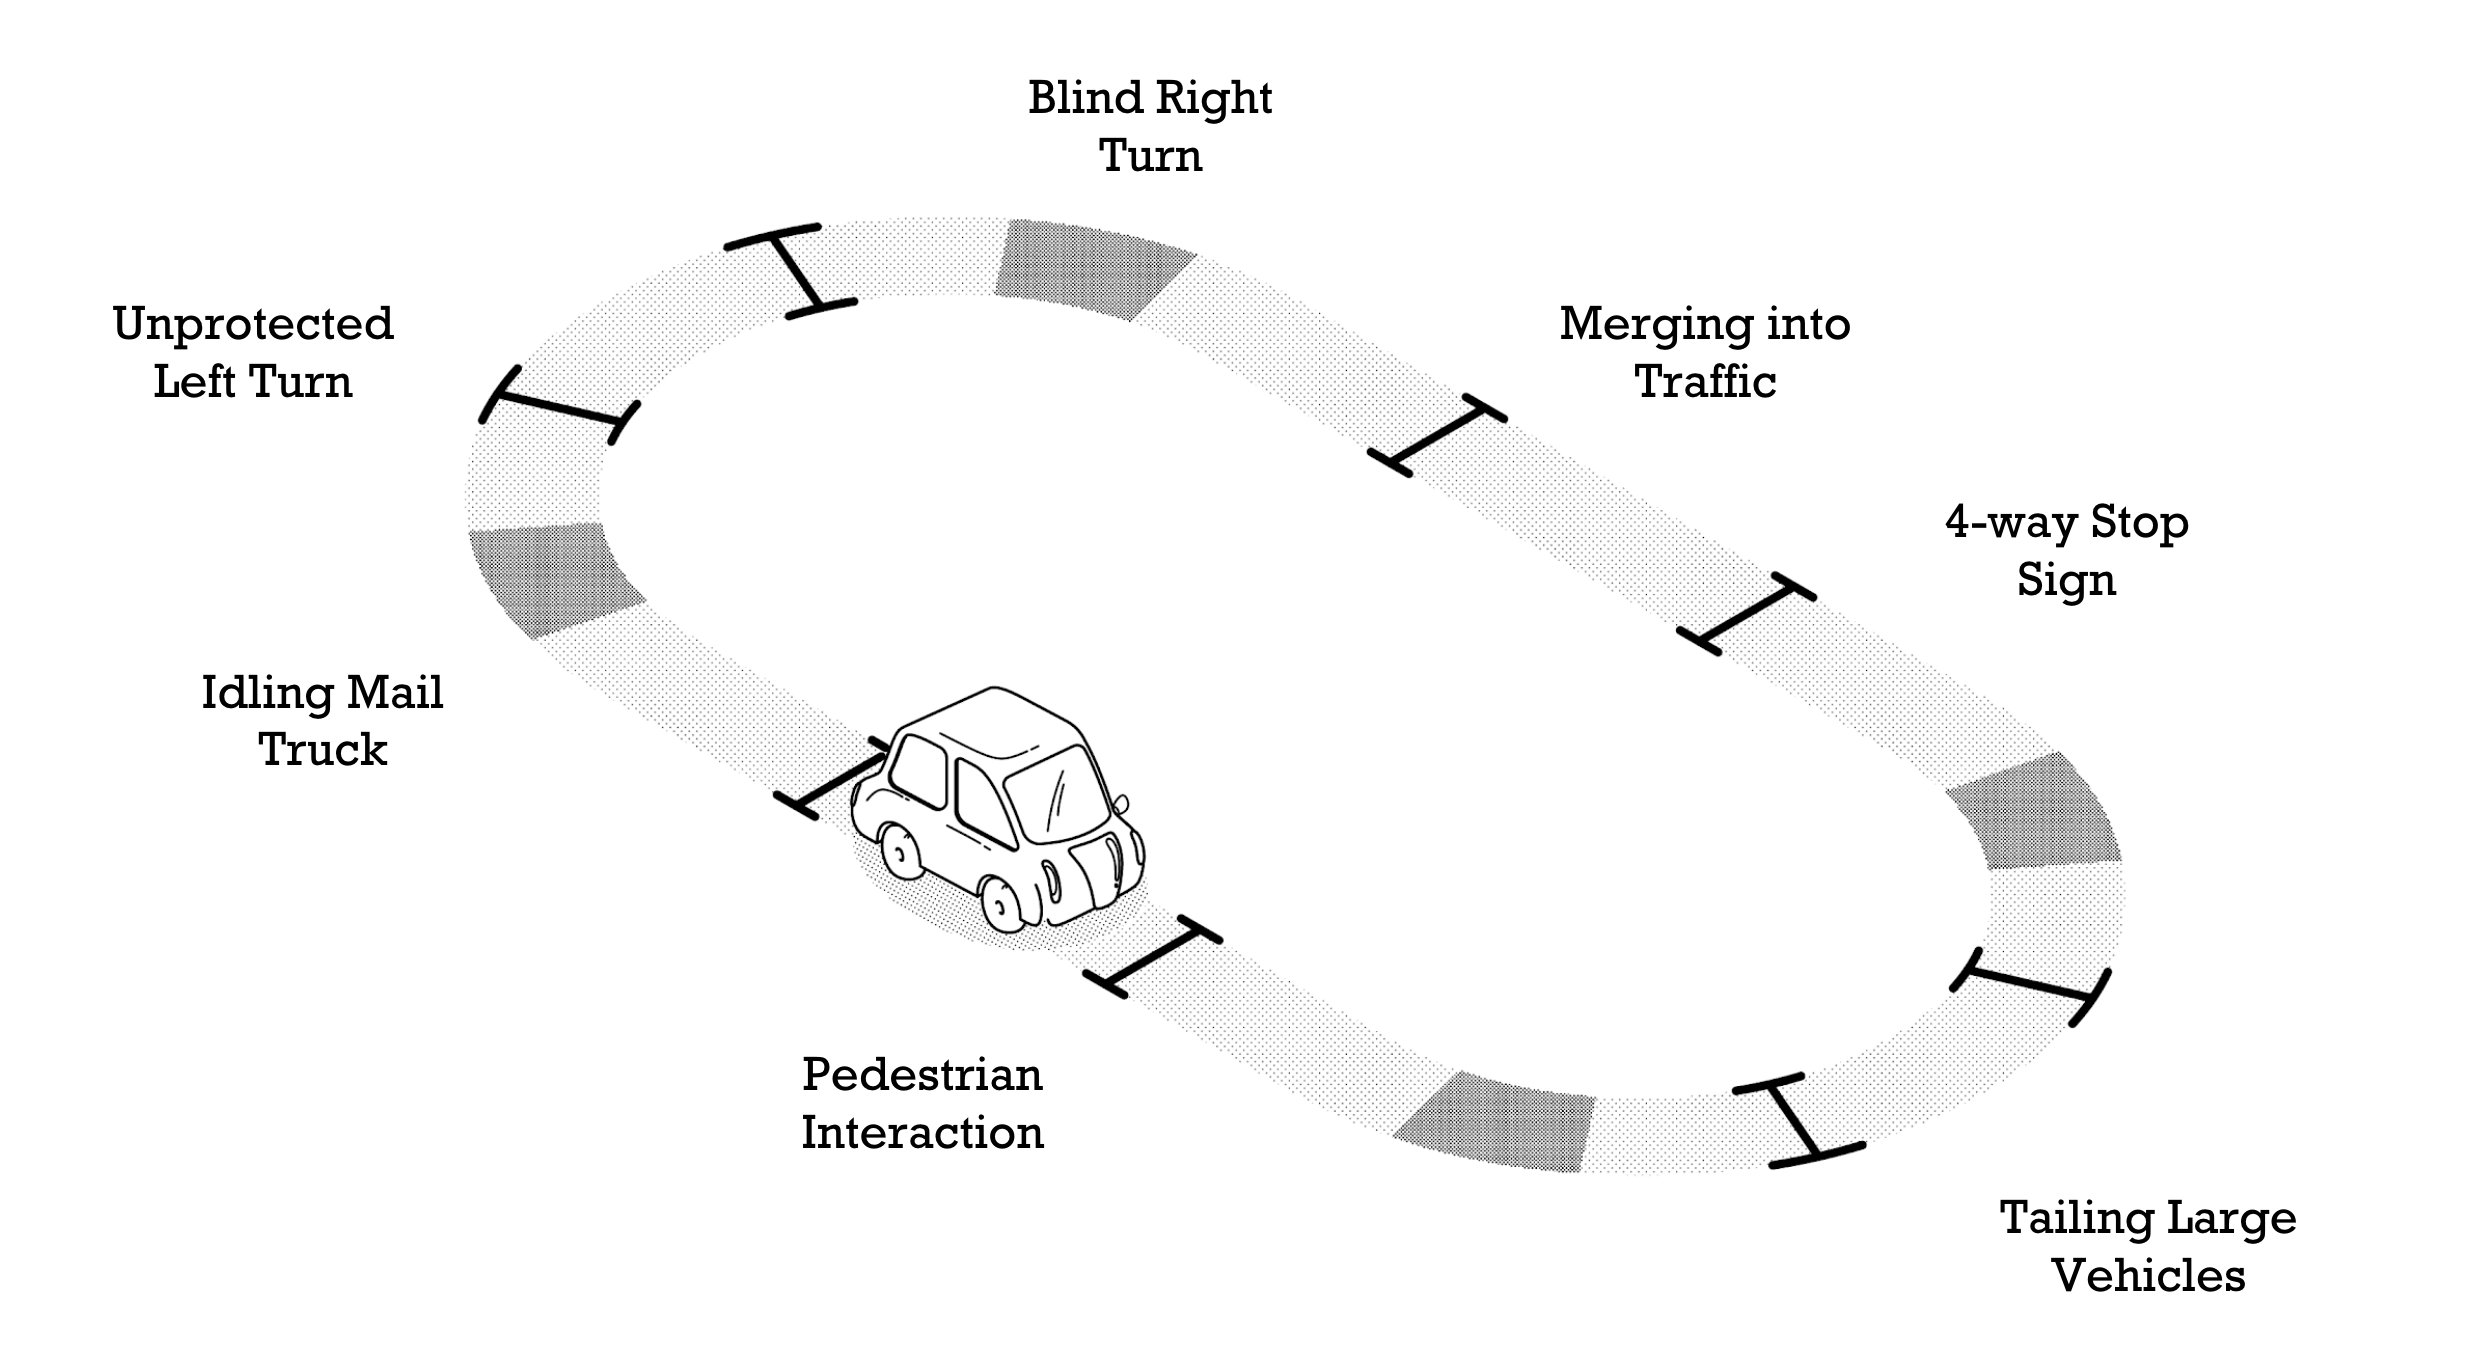 Blind Right
Turn
Unprotected
Left Turn
Merging into
Traffic
4-way Stop
Sign
Idling Mail
Truck
Pedestrian
Interaction
Tailing Large
Vehicles